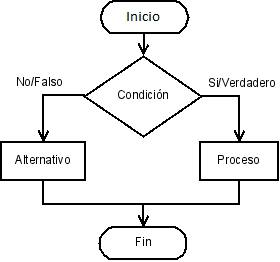 Inicio
No/Falso
Si/Verdadero
Condición
Alternativo
Proceso
Fin